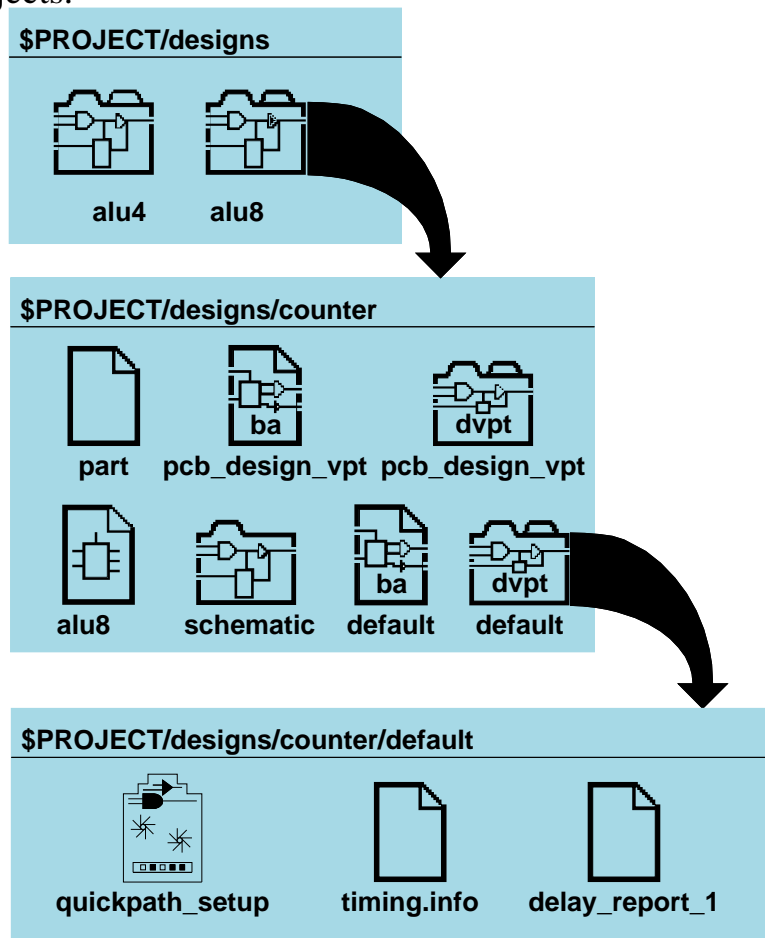 $PROJECT/designs
alu4 alu8
$PROJECT/designs/counter
ba dvpt
part pcb_design_vpt pcb_design_vpt
ba dvpt
alu8 schematic default default
$PROJECT/designs/counter/default
quickpath_setup timing.info delay_report_1